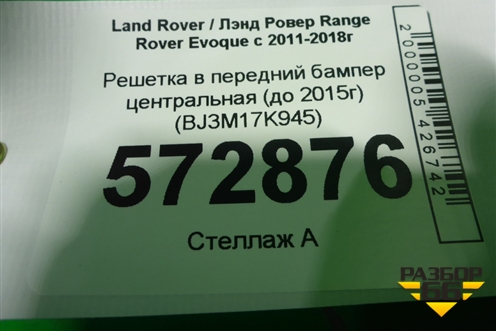 Land Rover / Лэнд Ровер Range
Rover Evoque с 2011-2018г
Решетка в передний бампер
центральная (до 2015г)
(BJ3M17K945)
572876
Стеллаж А
2000005426742
РАЗБОР
66